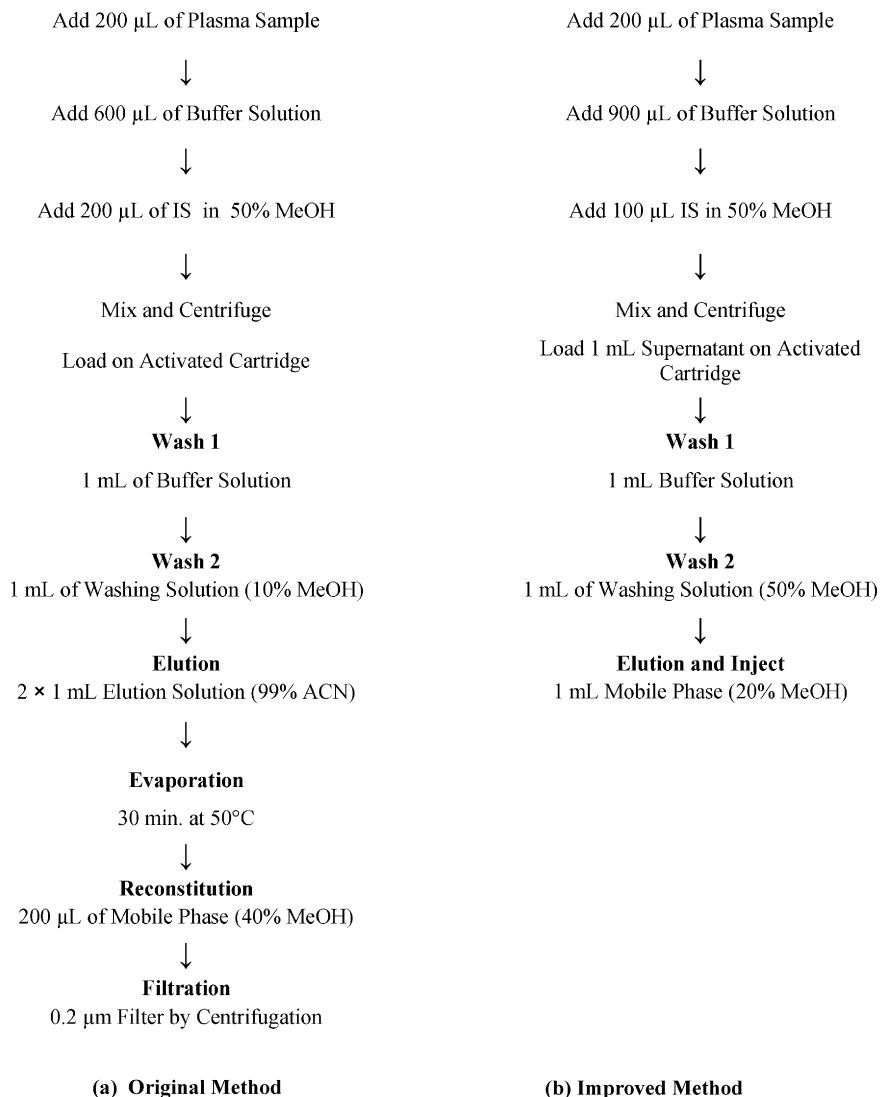 Add 200 µL of Plasma Sample
↓
Add 600 µL of Buffer Solution
↓
Add 200 µL of IS in 50% MeOH
↓
Mix and Centrifuge
Load on Activated Cartridge
↓
Wash 1
1 mL of Buffer Solution
↓
Wash 2
1 mL of Washing Solution (10% MeOH)
↓
Elution
2 × 1 mL Elution Solution (99% ACN)
↓
Evaporation
30 min. at 50°C
↓
Reconstitution
200 µL of Mobile Phase (40% MeOH)
↓
Filtration
0.2 µm Filter by Centrifugation
(a) Original Method
Add 200 µL of Plasma Sample
↓
Add 900 µL of Buffer Solution
↓
Add 100 µL IS in 50% MeOH
↓
Mix and Centrifuge
Load 1 mL Supernatant on Activated
Cartridge
↓
Wash 1
1 mL Buffer Solution
↓
Wash 2
1 mL of Washing Solution (50% MeOH)
↓
Elution and Inject
1 mL Mobile Phase (20% MeOH)
(b) Improved Method